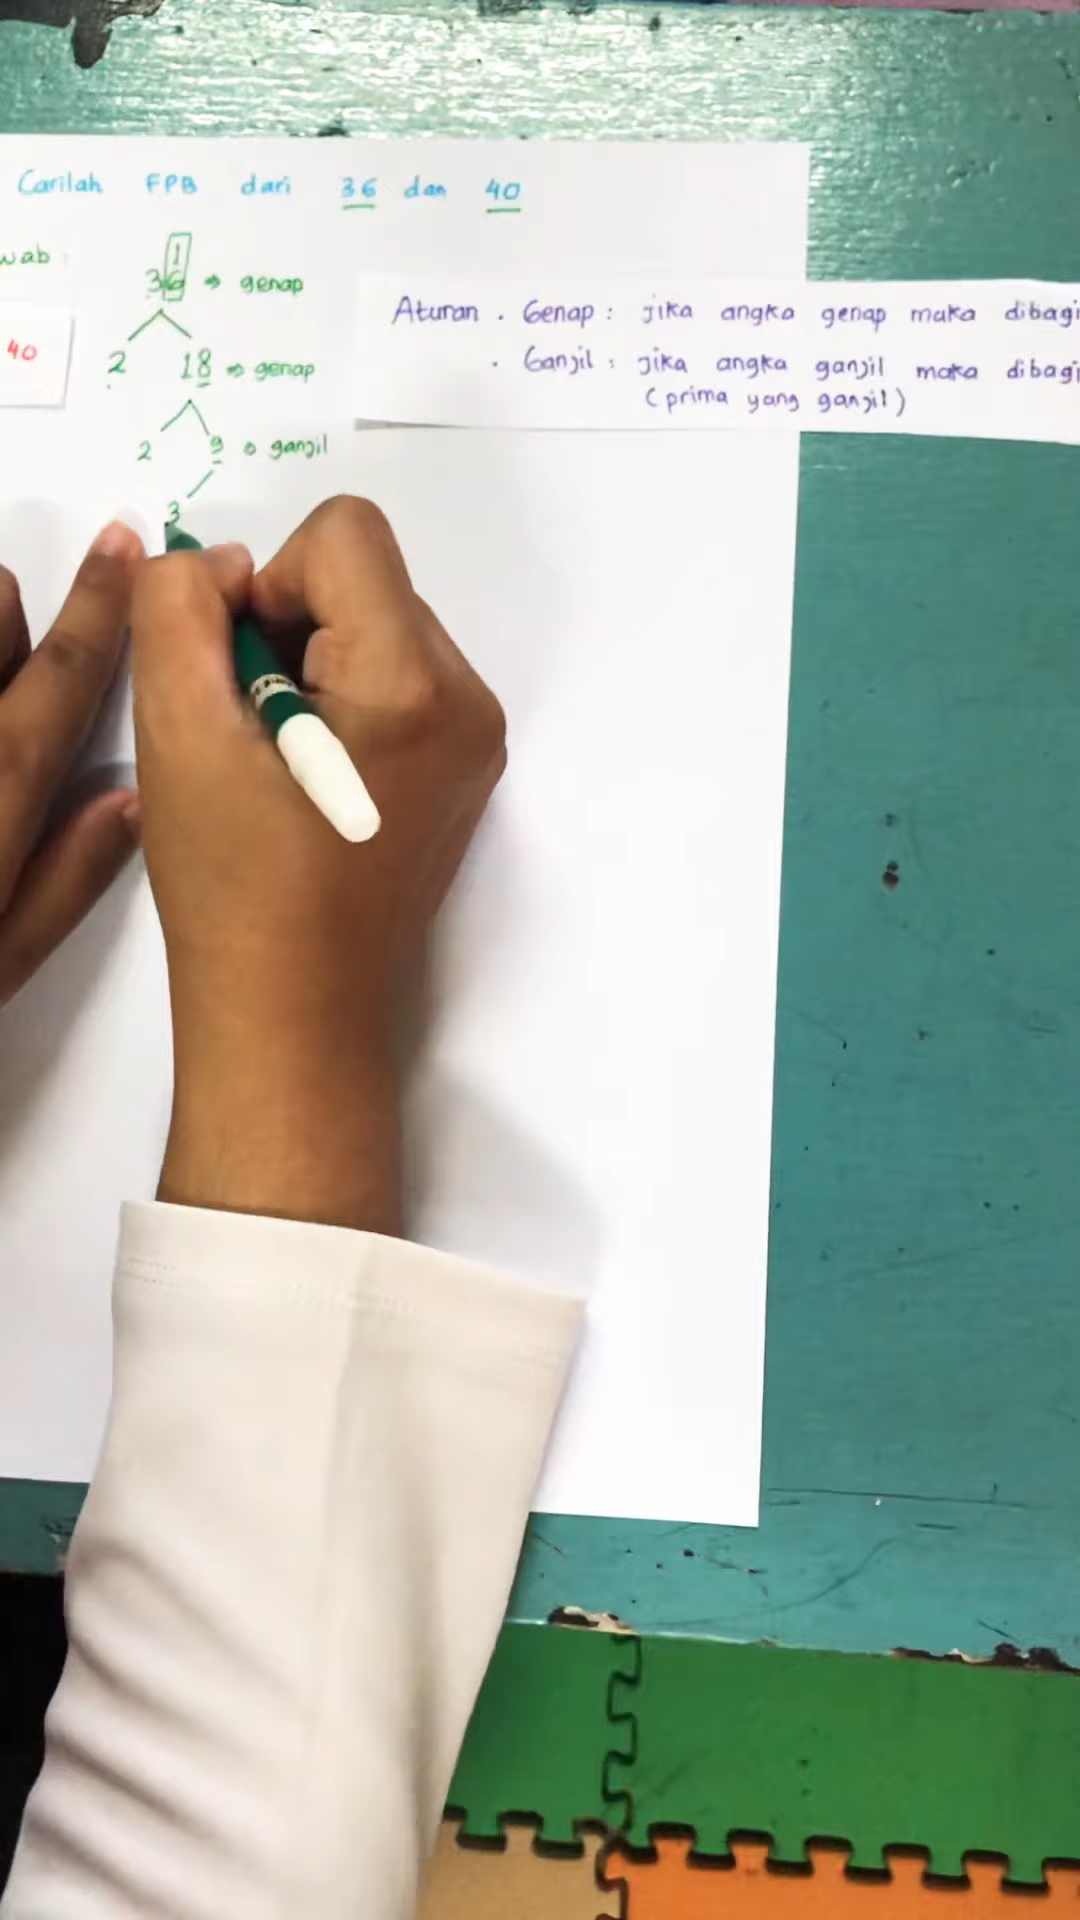 Carilah FPB dari 36 dan 40
wab :
1
36 → genap
Aturan . Genap : jika angka genap maka dibagi
40
2 18 → genap
. Ganjil : jika angka ganjil maka dibagi
(prima yang ganjil)
2 9 → ganjil
3